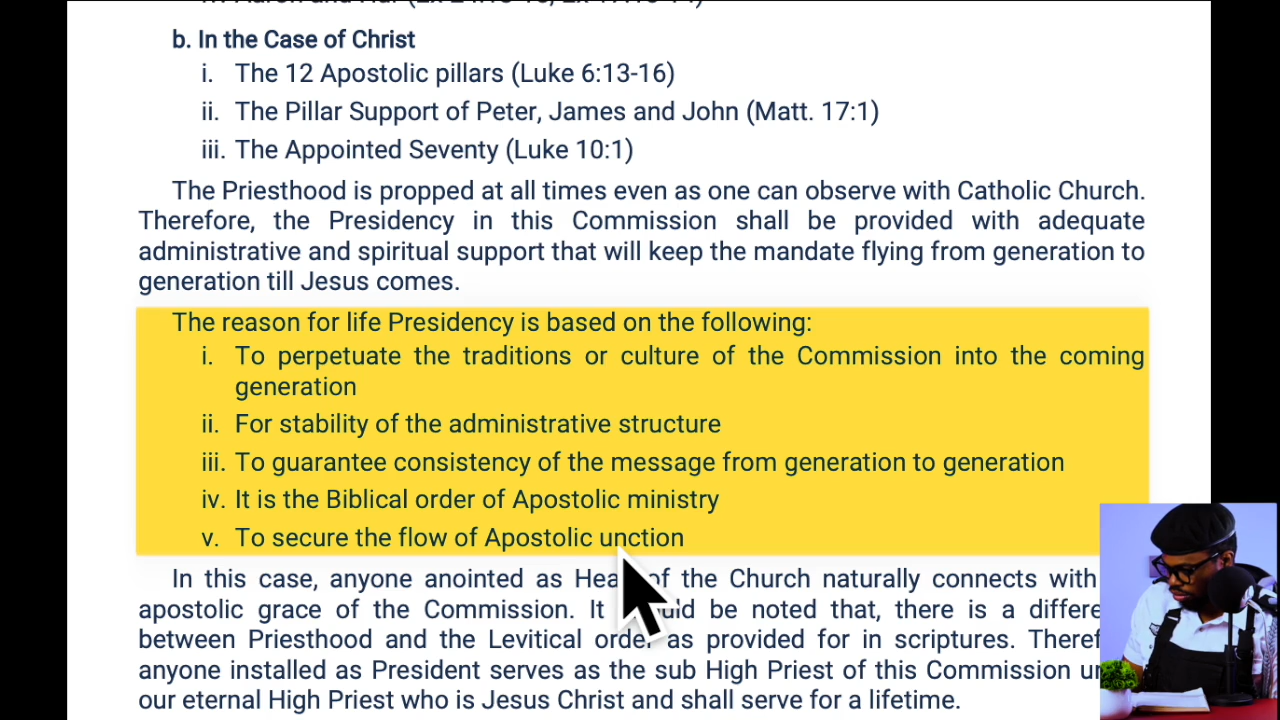 b. In the Case of Christ
i. The 12 Apostolic pillars (Luke 6:13-16)
ii. The Pillar Support of Peter, James and John (Matt. 17:1)
iii. The Appointed Seventy (Luke 10:1)
The Priesthood is propped at all times even as one can observe with Catholic Church.
Therefore, the Presidency in this Commission shall be provided with adequate
administrative and spiritual support that will keep the mandate flying from generation to
generation till Jesus comes.
The reason for life Presidency is based on the following:
i. To perpetuate the traditions or culture of the Commission into the coming
generation
ii. For stability of the administrative structure
iii. To guarantee consistency of the message from generation to generation
iv. It is the Biblical order of Apostolic ministry
v. To secure the flow of Apostolic unction
In this case, anyone anointed as of the Church naturally connects with
apostolic grace of the Commission. It be noted that, there is a
between Priesthood and the Levitical order as provided for in scriptures.
anyone installed as President serves as the sub High Priest of this Commission
our eternal High Priest who is Jesus Christ and shall serve for a lifetime.